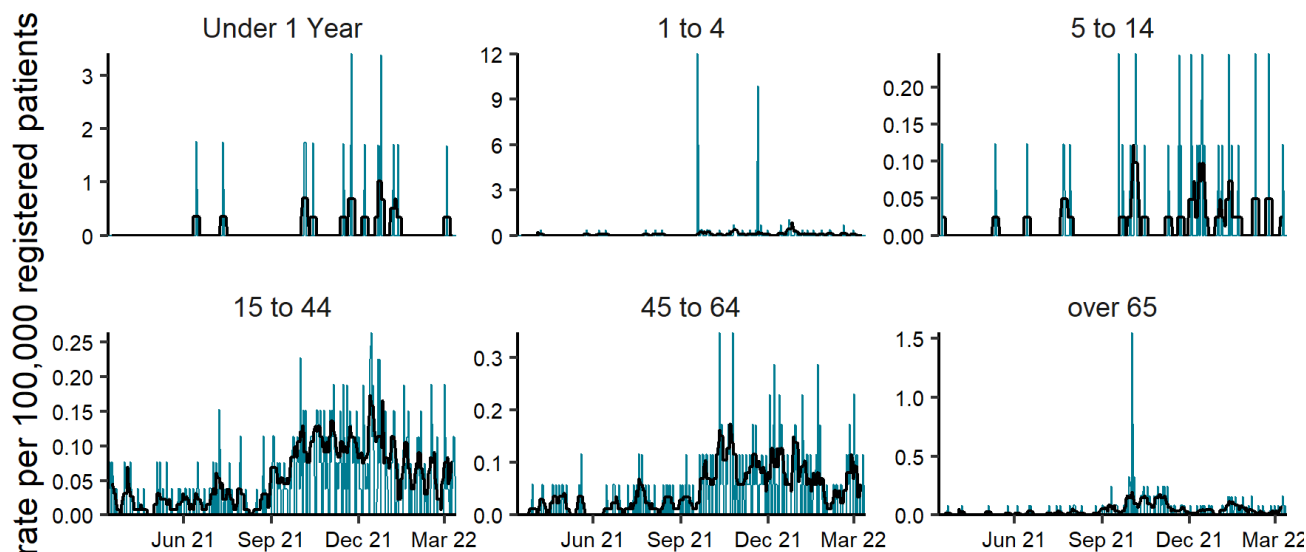 rate per 100,000 registered patients
Under 1 Year
1 to 4
5 to 14
3
2
1
0
12
9
6
3
0
0.20
0.15
0.10
0.05
0.00
15 to 44
45 to 64
over 65
0.25
0.20
0.15
0.10
0.05
0.00
0.3
0.2
0.1
0.0
1.5
1.0
0.5
0.0
Jun 21 Sep 21 Dec 21 Mar 22
Jun 21 Sep 21 Dec 21 Mar 22
Jun 21 Sep 21 Dec 21 Mar 22